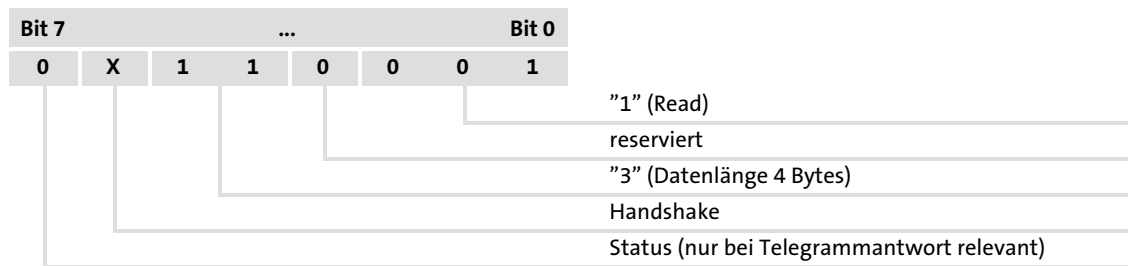 Bit 7 ... Bit 0
0 X 1 1 0 0 0 1
”1” (Read)
reserviert
”3” (Datenlänge 4 Bytes)
Handshake
Status (nur bei Telegrammantwort relevant)